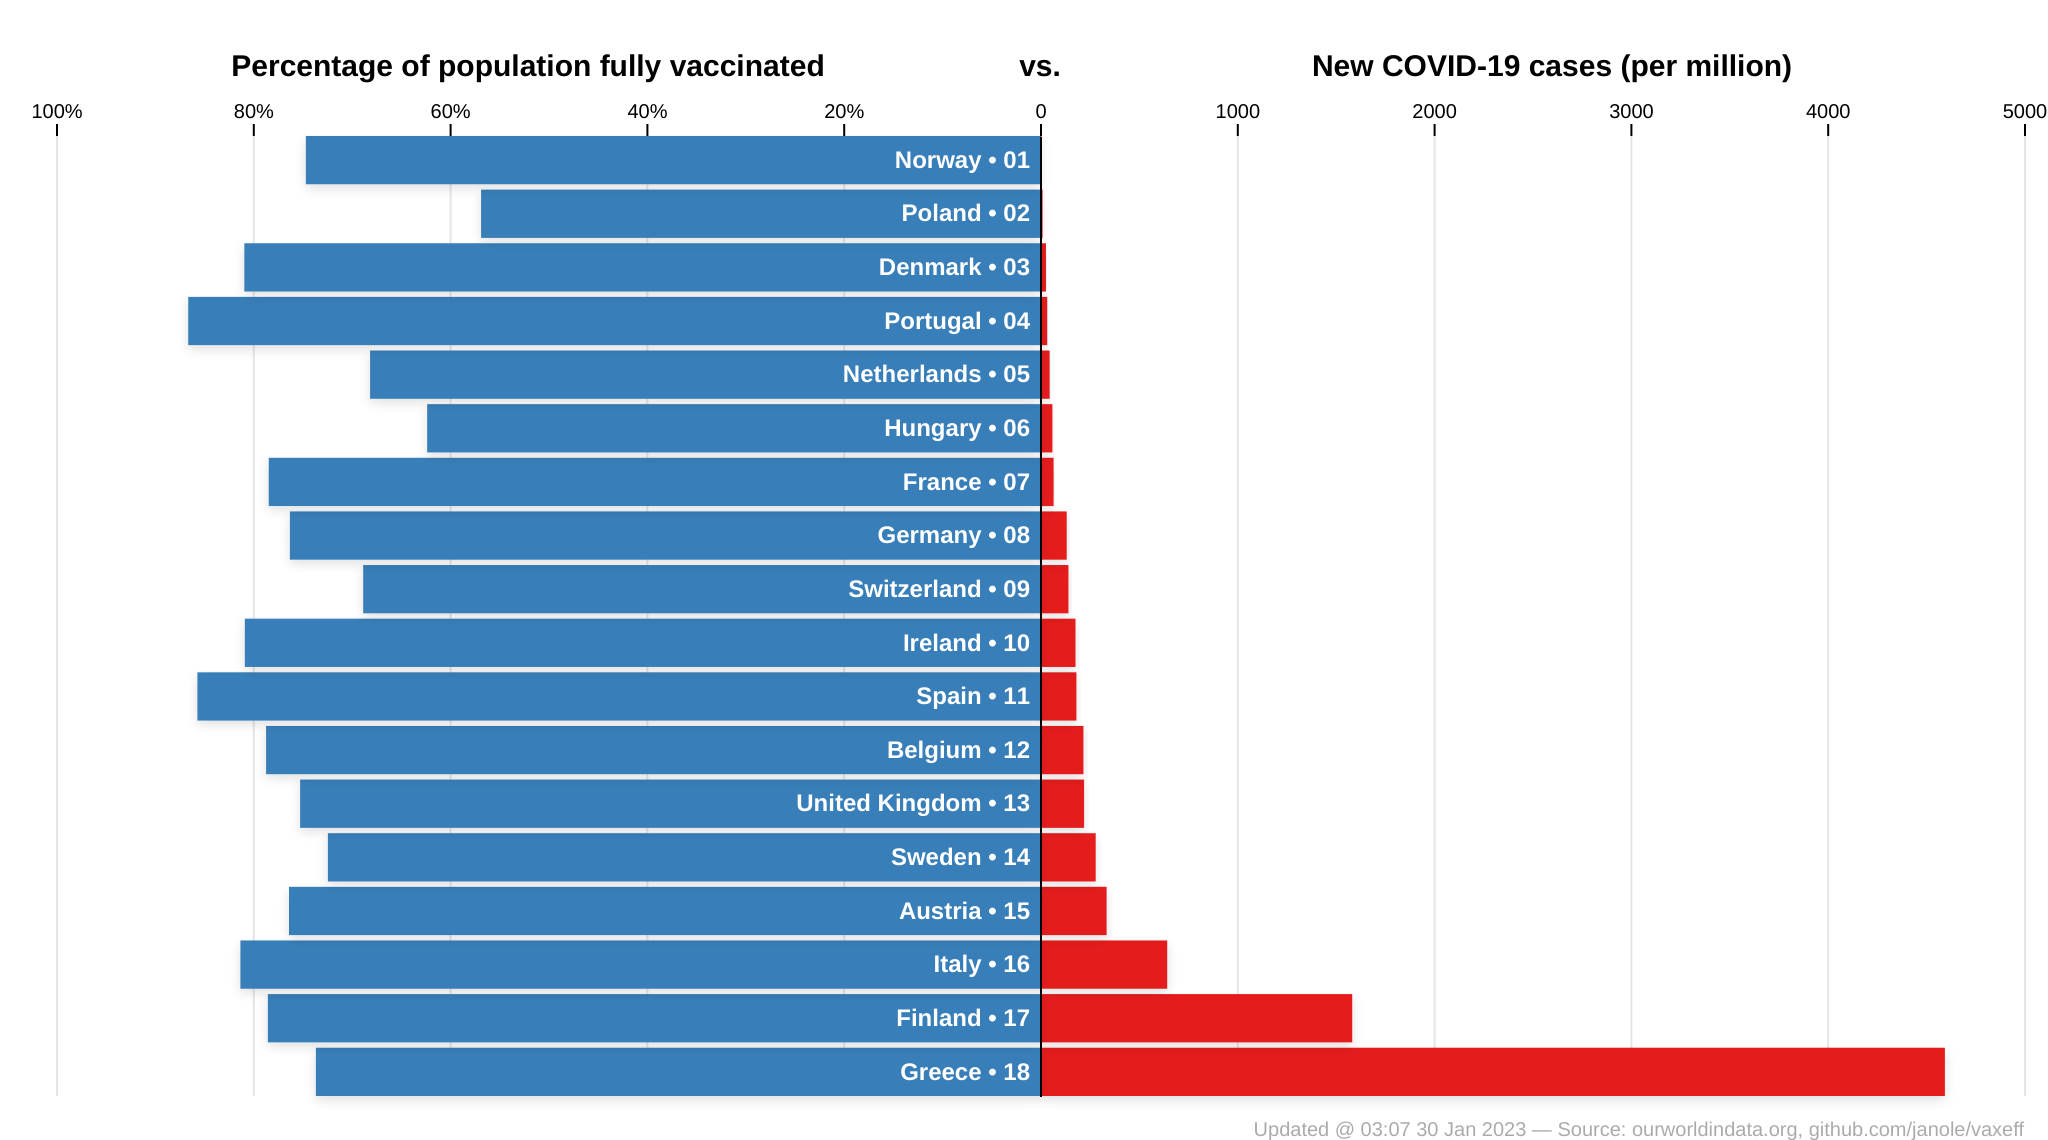 Percentage of population fully vaccinated vs. New COVID-19 cases (per million)
100% 80% 60% 40% 20% 0 1000 2000 3000 4000 5000
Norway • 01
Poland • 02
Denmark • 03
Portugal • 04
Netherlands • 05
Hungary • 06
France • 07
Germany • 08
Switzerland • 09
Ireland • 10
Spain • 11
Belgium • 12
United Kingdom • 13
Sweden • 14
Austria • 15
Italy • 16
Finland • 17
Greece • 18
Updated @ 03:07 30 Jan 2023 — Source: ourworldindata.org, github.com/janole/vaxeff